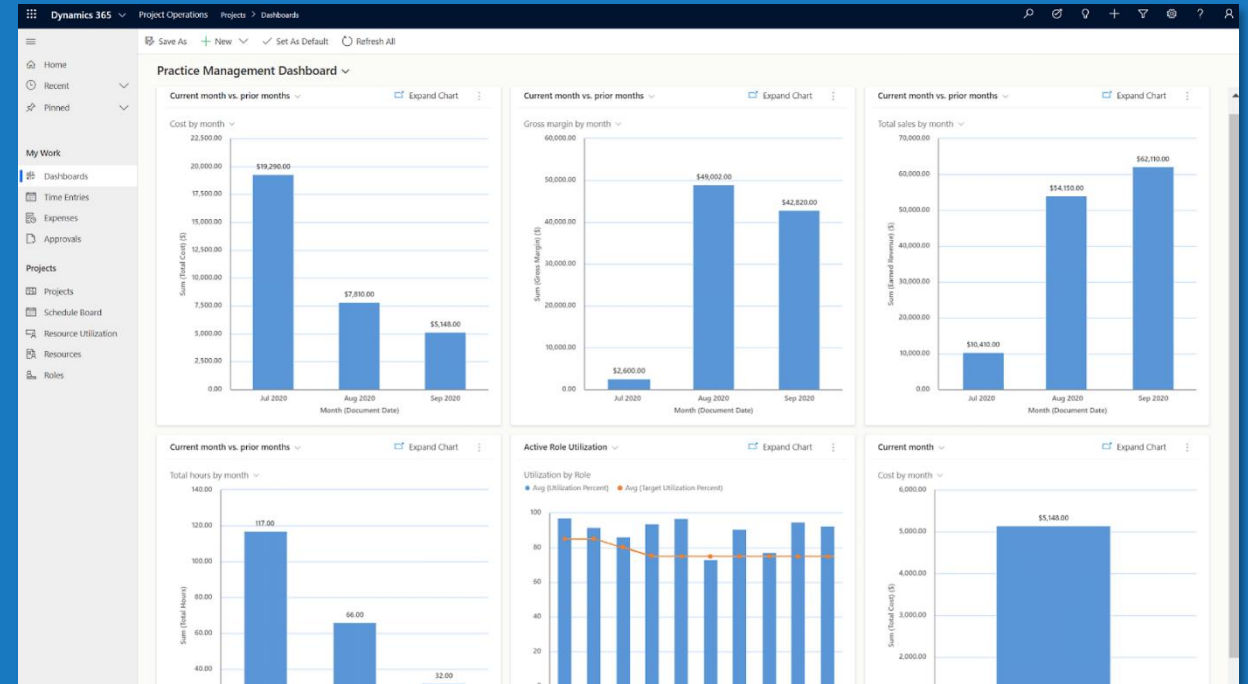 Dynamics 365 Project Operations Projects > Dashboards
Save As New Set As Default Refresh All
Home
Recent
Pinned
My Work
Dashboards
Time Entries
Expenses
Approvals
Projects
Projects
Schedule Board
Resource Utilization
Resources
Roles
Practice Management Dashboard
Current month vs. prior months Expand Chart
Cost by month
22,500.00
20,000.00
17,500.00
15,000.00
12,500.00
10,000.00
7,500.00
5,000.00
2,500.00
0.00
Sum (Total Cost) ($)
$19,290.00
$7,810.00
$5,148.00
Jul 2020 Aug 2020 Sep 2020
Month (Document Date)
Current month vs. prior months Expand Chart
Gross margin by month
60,000.00
50,000.00
40,000.00
30,000.00
20,000.00
10,000.00
0.00
Sum (Gross Margin) ($)
$2,600.00
$49,002.00
$42,820.00
Jul 2020 Aug 2020 Sep 2020
Month (Document Date)
Current month vs. prior months Expand Chart
Total sales by month
70,000.00
60,000.00
50,000.00
40,000.00
30,000.00
20,000.00
10,000.00
0.00
Sum (Earned Revenue) ($)
$10,410.00
$54,150.00
$62,110.00
Jul 2020 Aug 2020 Sep 2020
Month (Document Date)
Current month vs. prior months Expand Chart
Total hours by month
140.00
120.00
100.00
80.00
60.00
40.00
Sum (Total Hours)
117.00
66.00
32.00
Active Role Utilization Expand Chart
Utilization by Role
Avg (Utilization Percent) Avg (Target Utilization Percent)
100
80
60
40
20
Current month Expand Chart
Cost by month
6,000.00
5,000.00
4,000.00
3,000.00
2,000.00
Sum (Total Cost) ($)
$5,148.00